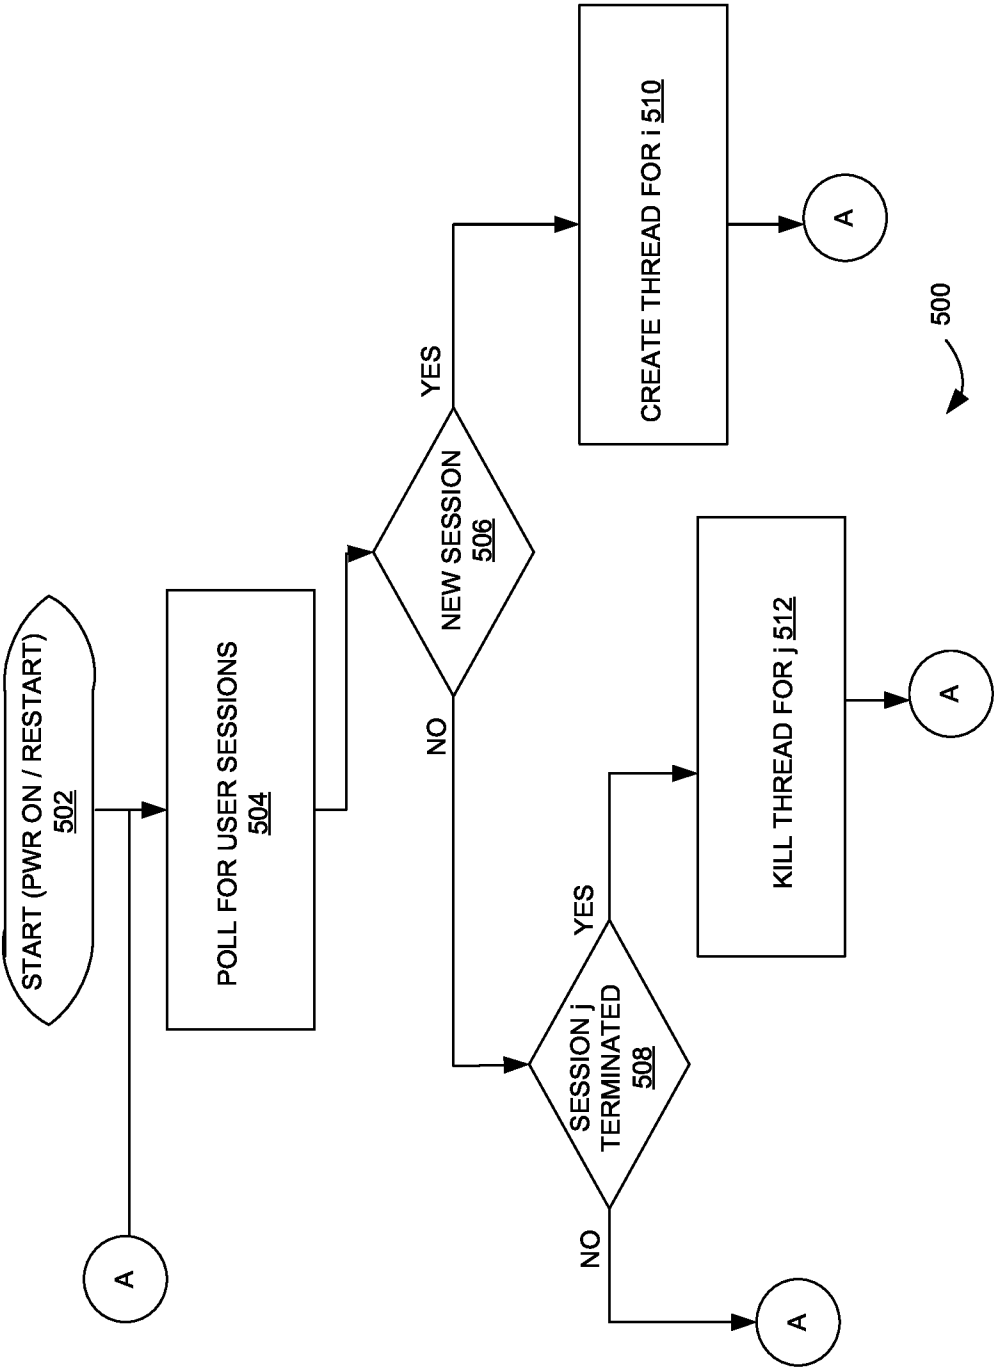 START (PWR ON / RESTART)
502
A
POLL FOR USER SESSIONS
504
NEW SESSION
506
NO
YES
SESSION j
TERMINATED
508
NO
YES
CREATE THREAD FOR i 510
A
KILL THREAD FOR j 512
A
A
500